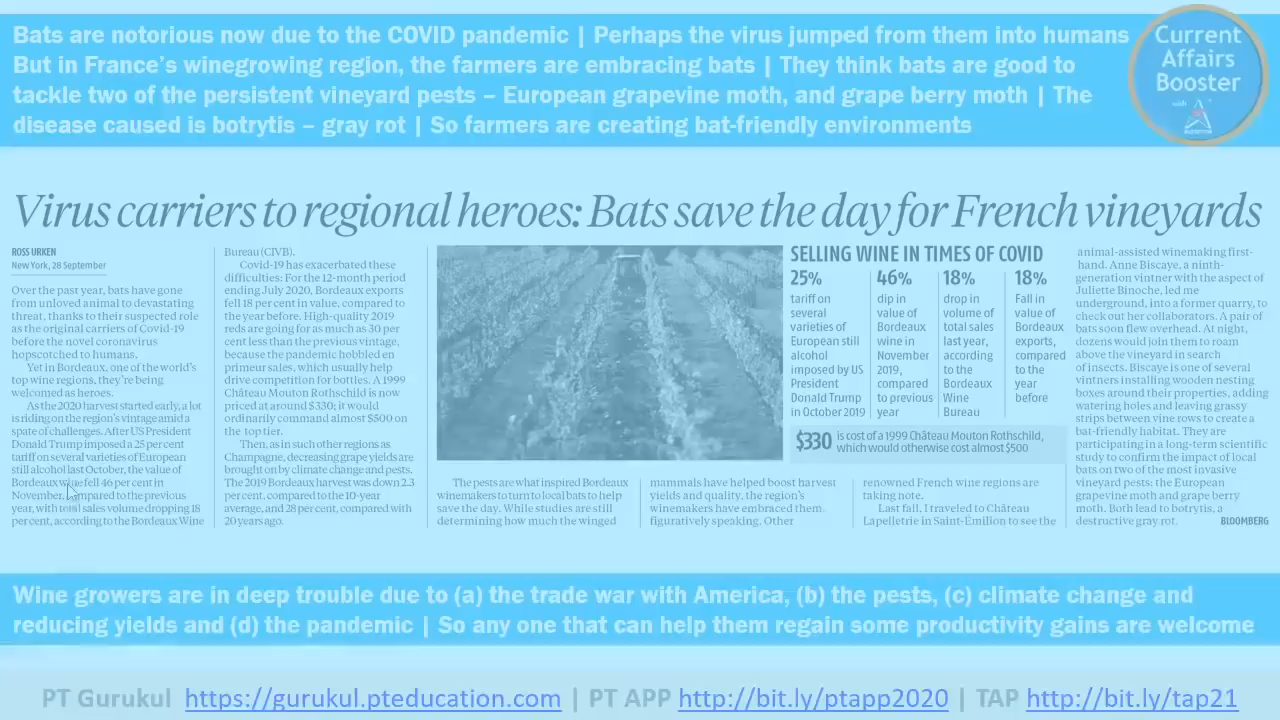 Bats are notorious now due to the COVID pandemic | Perhaps the virus jumped from them into humans
But in France's winegrowing region, the farmers are embracing bats | They think bats are good to
tackle two of the persistent vineyard pests – European grapevine moth, and grape berry moth | The
disease caused is botrytis – gray rot | So farmers are creating bat-friendly environments
Current
Affairs
Booster
with
Virus carriers to regional heroes: Bats save the day for French vineyards
ROSS URKEN
New York, 28 September
Over the past year, bats have gone
from unloved animal to devastating
threat, thanks to their suspected role
as the original carriers of Covid-19
before the novel coronavirus
hopscotched to humans.
Yet in Bordeaux, one of the world's
top wine regions, they're being
welcomed as heroes.
As the 2020 harvest started early, a lot
is riding on the region's vintage amid a
spate of challenges. After US President
Donald Trump imposed a 25 per cent
tariff on several varieties of European
still alcohol last October, the value of
Bordeaux wine fell 46 per cent in
November, compared to the previous
year, with total sales volume dropping 18
per cent, according to the Bordeaux Wine
Bureau (CIVB).
Covid-19 has exacerbated these
difficulties: For the 12-month period
ending July 2020, Bordeaux exports
fell 18 per cent in value, compared to
the year before. High-quality 2019
reds are going for as much as 30 per
cent less than the previous vintage,
because the pandemic hobbled en
primeur sales, which usually help
drive competition for bottles. A 1999
Château Mouton Rothschild is now
priced at around $330; it would
ordinarily command almost $500 on
the top tier.
Then, as in such other regions as
Champagne, decreasing grape yields are
brought on by climate change and pests.
The 2019 Bordeaux harvest was down 2.3
per cent, compared to the 10-year
average, and 28 per cent, compared with
20 years ago.
The pests are what inspired Bordeaux
winemakers to turn to local bats to help
save the day. While studies are still
determining how much the winged
mammals have helped boost harvest
yields and quality, the region's
winemakers have embraced them,
figuratively speaking. Other
renowned French wine regions are
taking note.
Last fall, I traveled to Château
Lapelletrie in Saint-Émilion to see the
SELLING WINE IN TIMES OF COVID
25%
tariff on
several
varieties of
European still
alcohol
imposed by US
President
Donald Trump
in October 2019
46%
dip in
value of
Bordeaux
wine in
November
2019,
compared
to previous
year
18%
drop in
volume of
total sales
last year,
according
to the
Bordeaux
Wine
Bureau
18%
Fall in
value of
Bordeaux
exports,
compared
to the
year
before
$330 is cost of a 1999 Château Mouton Rothschild,
which would otherwise cost almost $500
animal-assisted winemaking first-
hand. Anne Biscaye, a ninth-
generation vintner with the aspect of
Juliette Binoche, led me
underground, into a former quarry, to
check out her collaborators. A pair of
bats soon flew overhead. At night,
dozens would join them to roam
above the vineyard in search
of insects. Biscaye is one of several
vintners installing wooden nesting
boxes around their properties, adding
watering holes and leaving grassy
strips between vine rows to create a
bat-friendly habitat. They are
participating in a long-term scientific
study to confirm the impact of local
bats on two of the most invasive
vineyard pests: the European
grapevine moth and grape berry
moth. Both lead to botrytis, a
destructive gray rot. BLOOMBERG
Wine growers are in deep trouble due to (a) the trade war with America, (b) the pests, (c) climate change and
reducing yields and (d) the pandemic | So any one that can help them regain some productivity gains are welcome
PT Gurukul https://gurukul.pteducation.com | PT APP http://bit.ly/ptapp2020 | TAP http://bit.ly/tap21